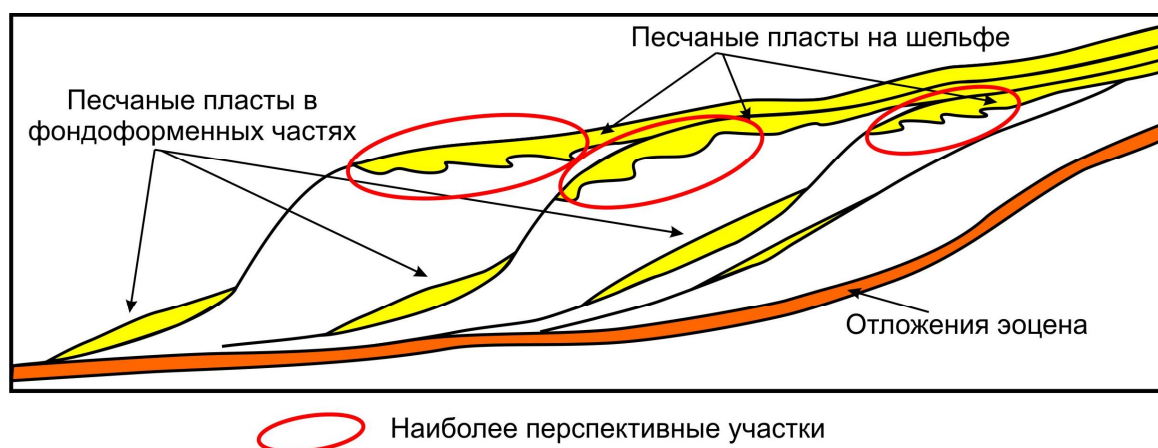 Песчаные пласты на шельфе
Песчаные пласты в
фондоформенных частях
Отложения эоцена
Наиболее перспективные участки